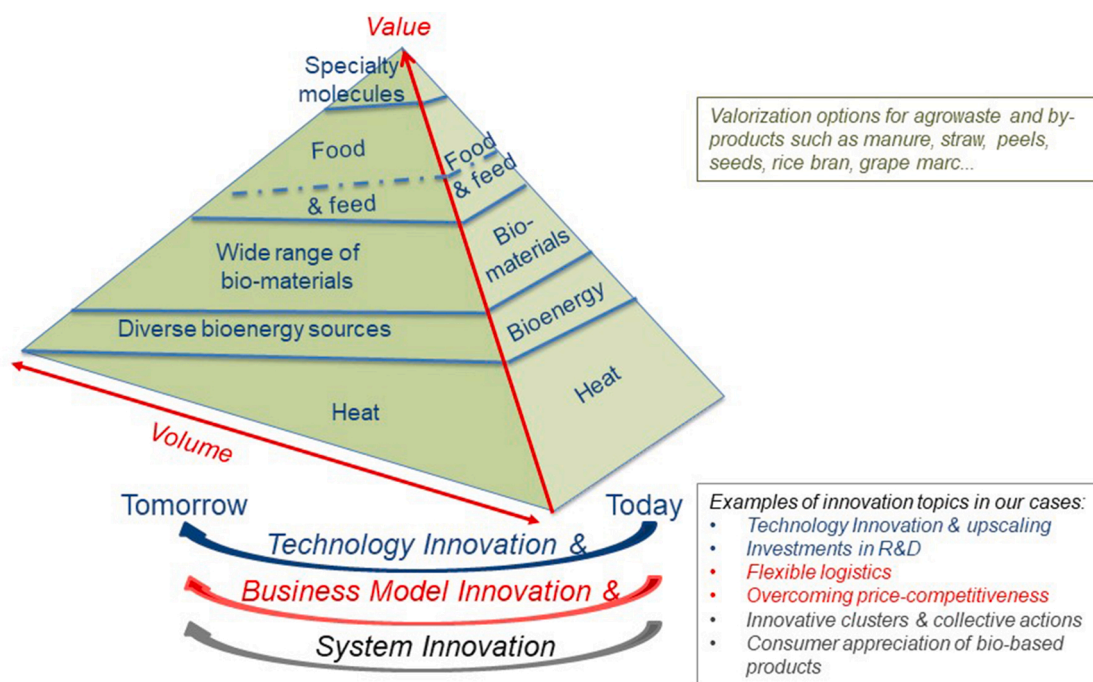 Value
Specialty
molecules
Food
& feed
Wide range of
bio-materials
Diverse bioenergy sources
Heat
Food
& feed
Bio-
materials
Bioenergy
Heat
Volume
Valorization options for agrowaste and by-
products such as manure, straw, peels,
seeds, rice bran, grape marc...
Tomorrow
Today
Technology Innovation &
Business Model Innovation &
System Innovation
Examples of innovation topics in our cases:
• Technology Innovation & upscaling
• Investments in R&D
• Flexible logistics
• Overcoming price-competitiveness
• Innovative clusters & collective actions
• Consumer appreciation of bio-based
products